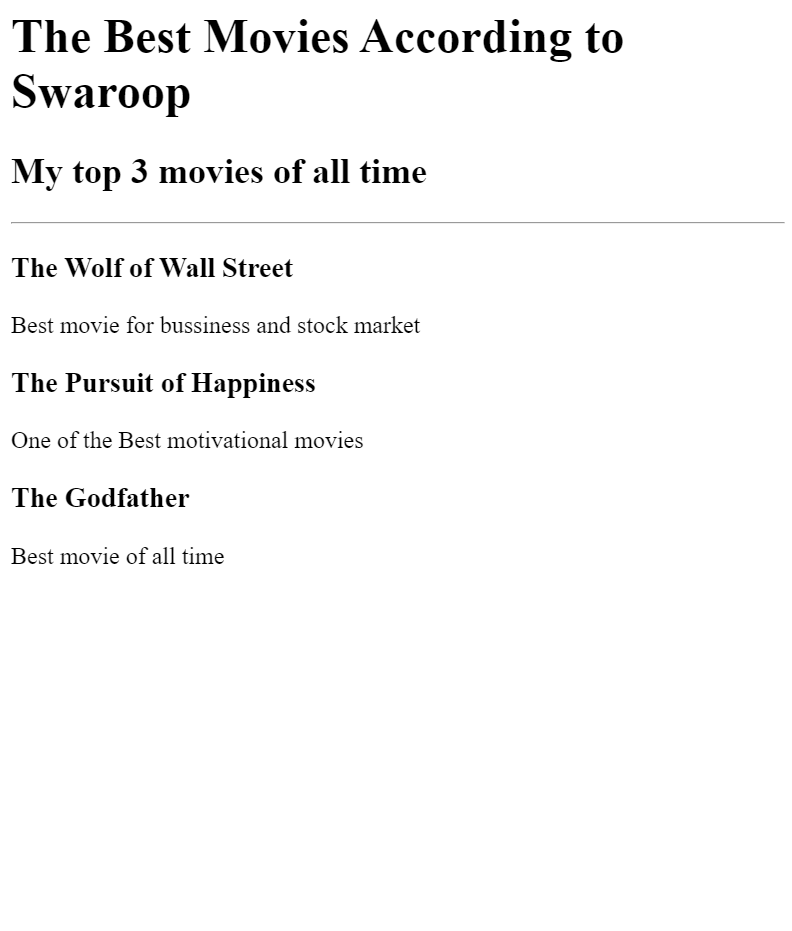 The Best Movies According to
Swaroop
My top 3 movies of all time
The Wolf of Wall Street
Best movie for bussiness and stock market
The Pursuit of Happiness
One of the Best motivational movies
The Godfather
Best movie of all time